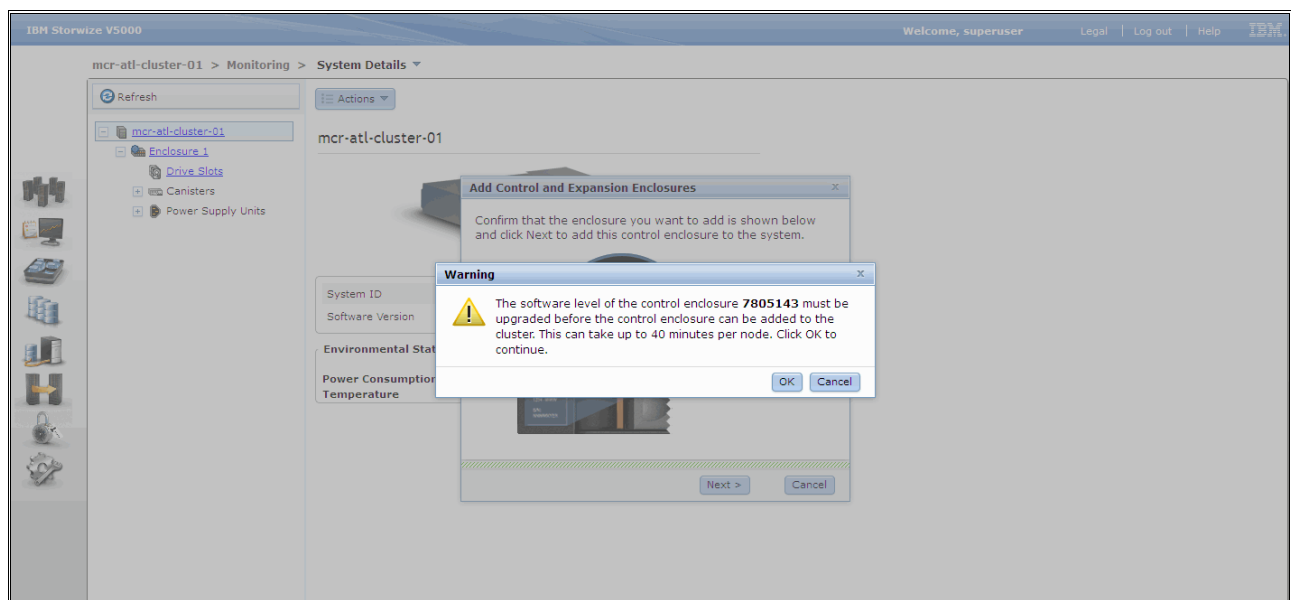 IBM Storwize V5000
Welcome, superuser
Legal | Log out | Help
IBM.
mcr-atl-cluster-01 > Monitoring > System Details
Refresh
Actions
mcr-atl-cluster-01
Enclosure 1
Drive Slots
Canisters
Power Supply Units
mcr-atl-cluster-01
Add Control and Expansion Enclosures
Confirm that the enclosure you want to add is shown below
and click Next to add this control enclosure to the system.
Warning
The software level of the control enclosure 7805143 must be
upgraded before the control enclosure can be added to the
cluster. This can take up to 40 minutes per node. Click OK to
continue.
OK
Cancel
System ID
Software Version
Environmental Stat
Power Consumption
Temperature
Next >
Cancel